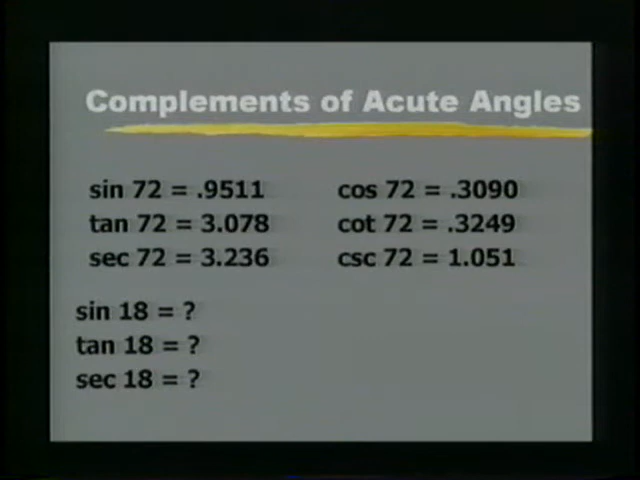 Complements of Acute Angles
sin 72 = .9511 cos 72 = .3090
tan 72 = 3.078 cot 72 = .3249
sec 72 = 3.236 csc 72 = 1.051
sin 18 = ?
tan 18 = ?
sec 18 = ?